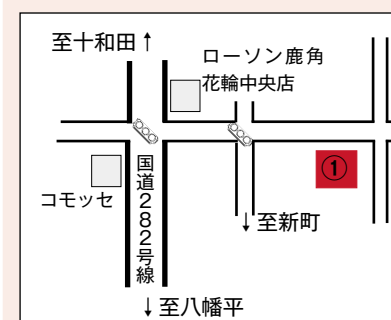 至十和田↑
ローソン鹿角
花輪中央店
①
コモッセ
国道282号線
↓至新町
↓至八幡平